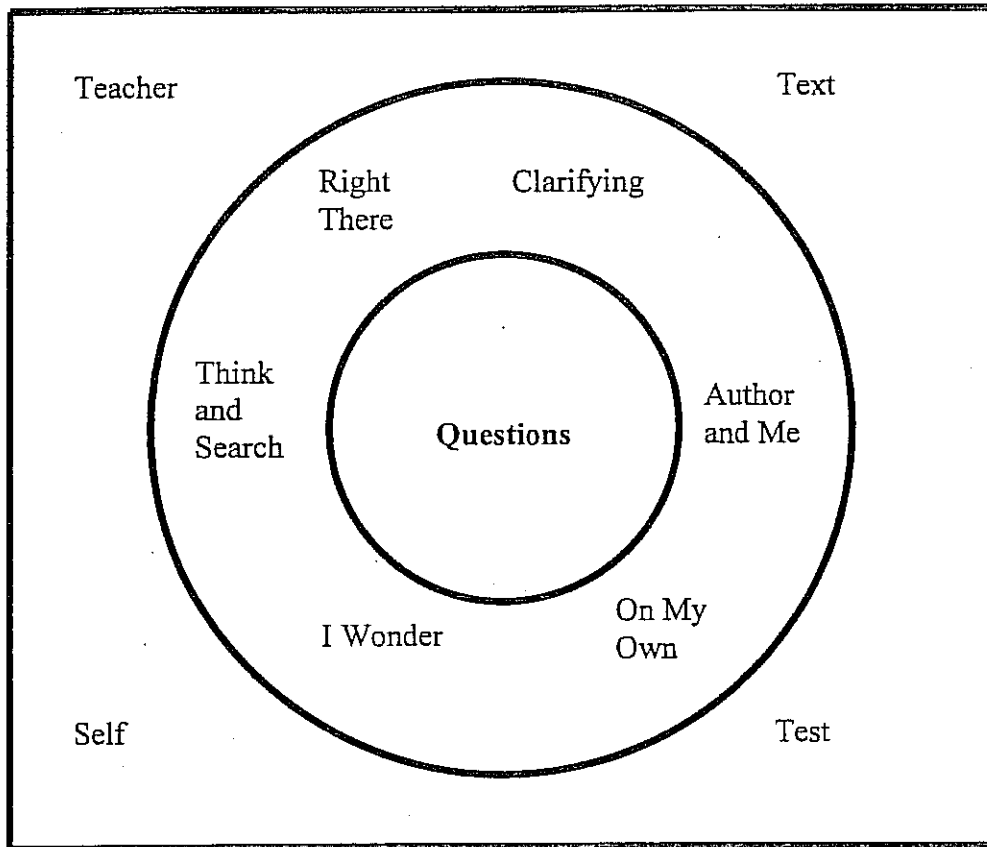 Teacher
Text
Right
There
Clarifying
Think
and
Search
Questions
Author
and Me
I Wonder
On My
Own
Self
Test